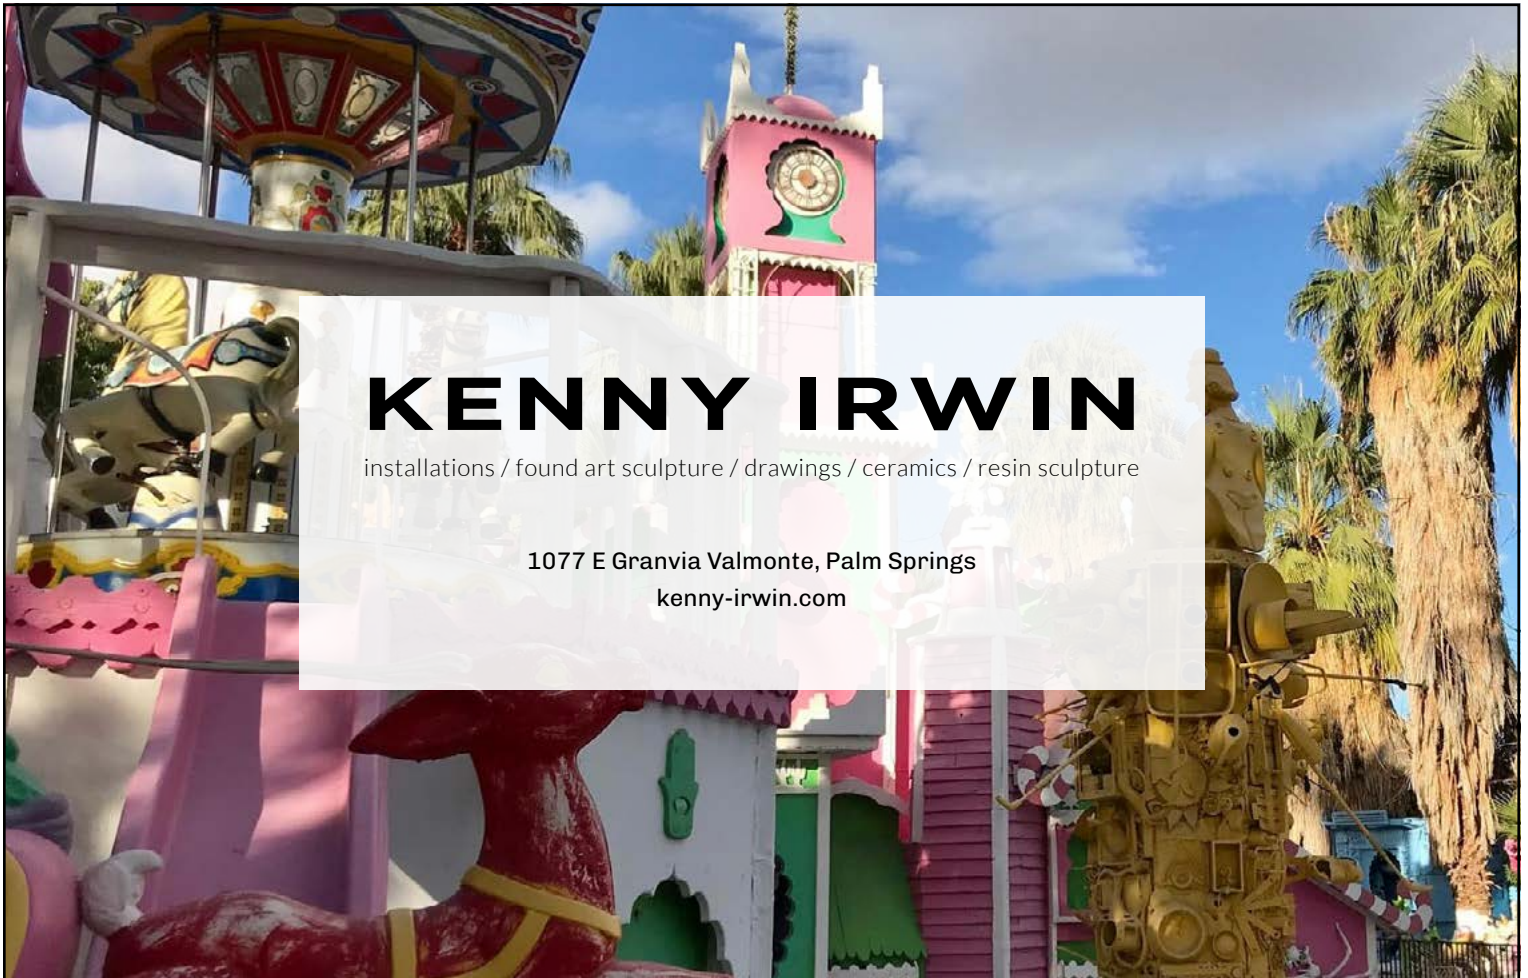 KENNY IRWIN
installations / found art sculpture / drawings / ceramics / resin sculpture
1077 E Granvia Valmonte, Palm Springs
kenny-irwin.com